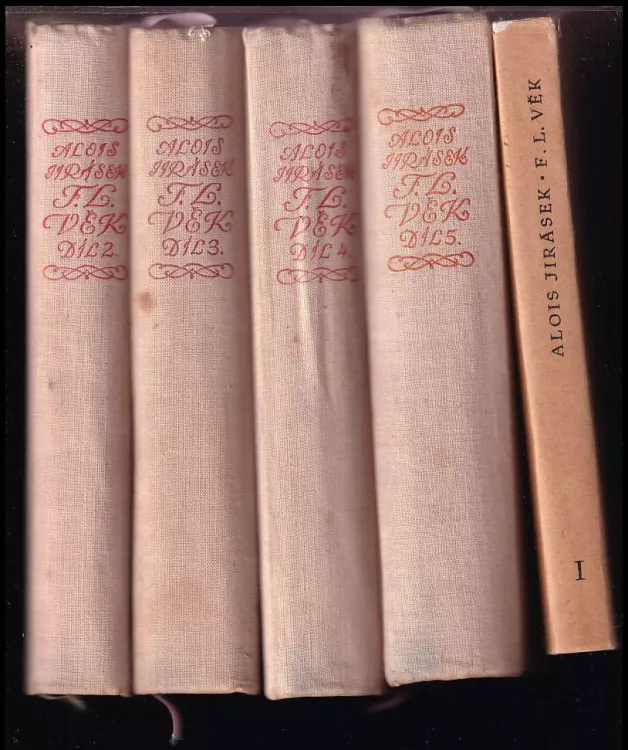 ALOIS
JIRÁSEK
F. L.
VĚK
DÍL 2.
ALOIS
JIRÁSEK
F. L.
VĚK
DÍL 3.
ALOIS
JIRÁSEK
F. L.
VĚK
DÍL 4.
ALOIS
JIRÁSEK
F. L.
VĚK
DÍL 5.
ALOIS JIRÁSEK · F. L. VĚK
I